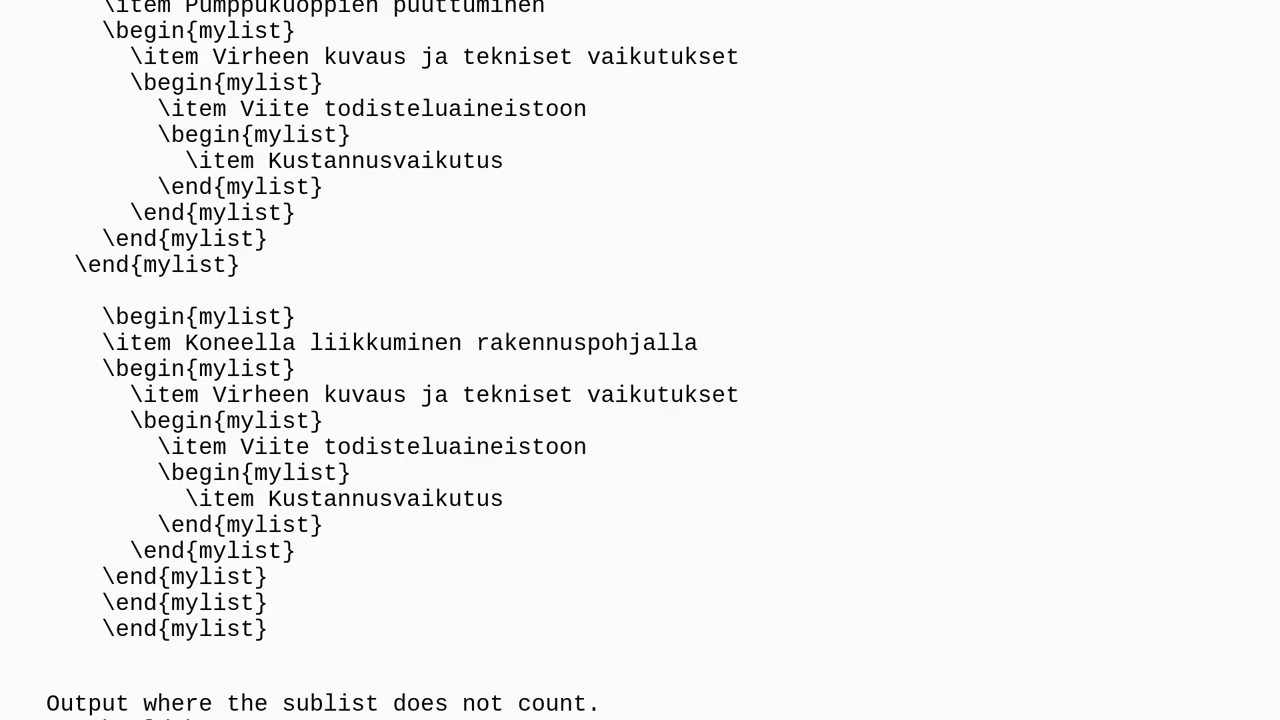 \item Pumppukuoppien puuttuminen
\begin{mylist}
\item Virheen kuvaus ja tekniset vaikutukset
\begin{mylist}
\item Viite todisteluaineistoon
\begin{mylist}
\item Kustannusvaikutus
\end{mylist}
\end{mylist}
\end{mylist}
\end{mylist}
\begin{mylist}
\item Koneella liikkuminen rakennuspohjalla
\begin{mylist}
\item Virheen kuvaus ja tekniset vaikutukset
\begin{mylist}
\item Viite todisteluaineistoon
\begin{mylist}
\item Kustannusvaikutus
\end{mylist}
\end{mylist}
\end{mylist}
\end{mylist}
\end{mylist}
Output where the sublist does not count.